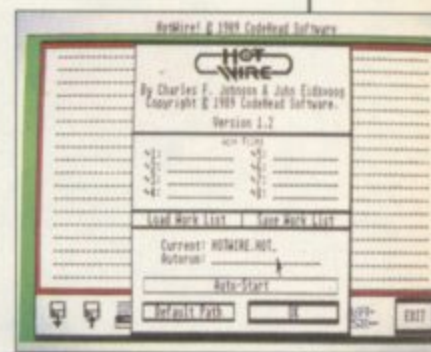 HotWire! © 1989 CodeHead Software
HOT
WIRE
By Charles F. Johnson & John Eidsvoog
Copyright © 1989 CodeHead Software.
Version 1.2
Load Work List
Save Work List
Current: HOTWIRE.HOT.
Autorun:
Auto-Start
Default Path
OK
EXIT